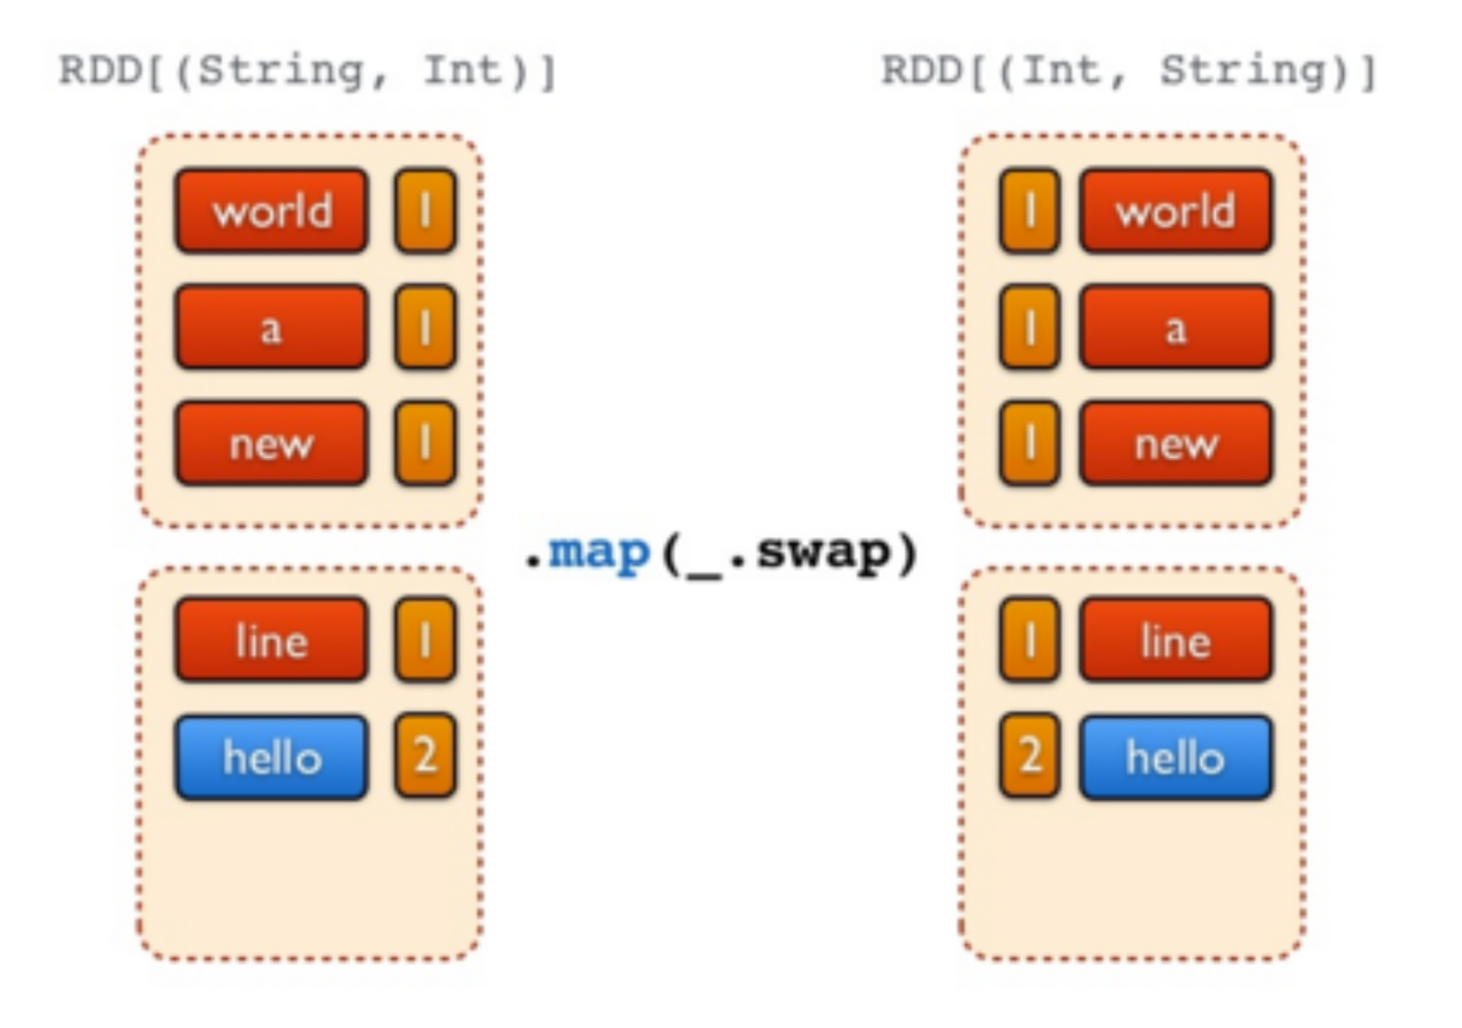 RDD[(String, Int)]
world 1
a 1
new 1
line 1
hello 2
.map(_.swap)
RDD[(Int, String)]
1 world
1 a
1 new
1 line
2 hello